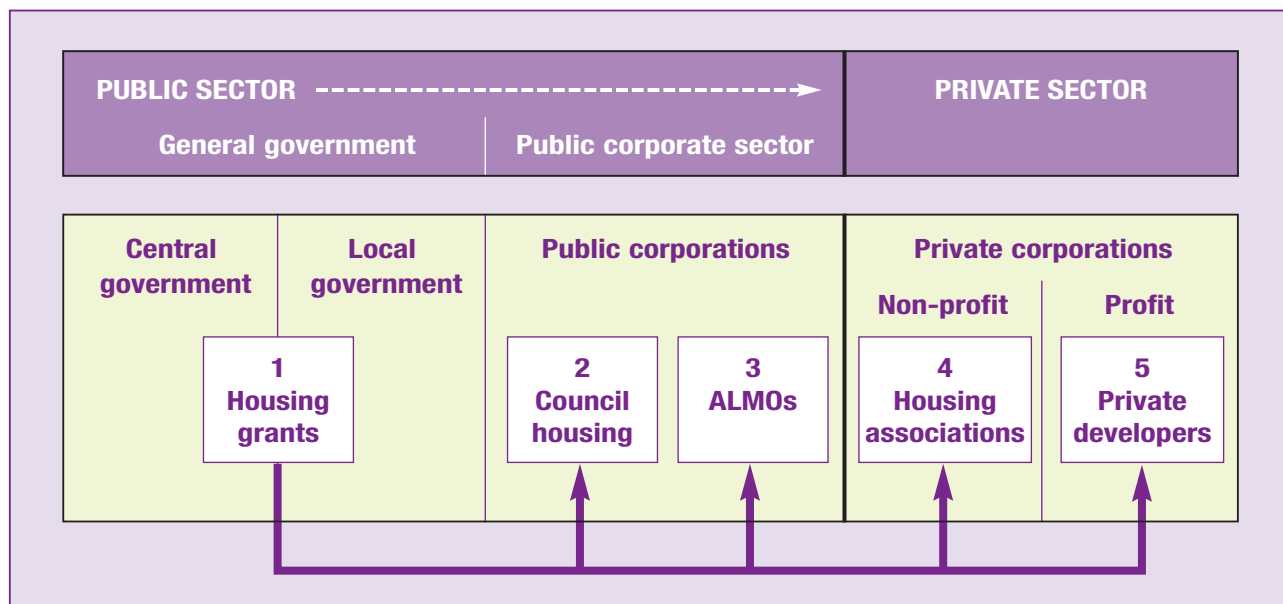 PUBLIC SECTOR
PRIVATE SECTOR
General government
Public corporate sector
Central
government
Local
government
Public corporations
Private corporations
Non-profit
Profit
1
Housing
grants
2
Council
housing
3
ALMOs
4
Housing
associations
5
Private
developers